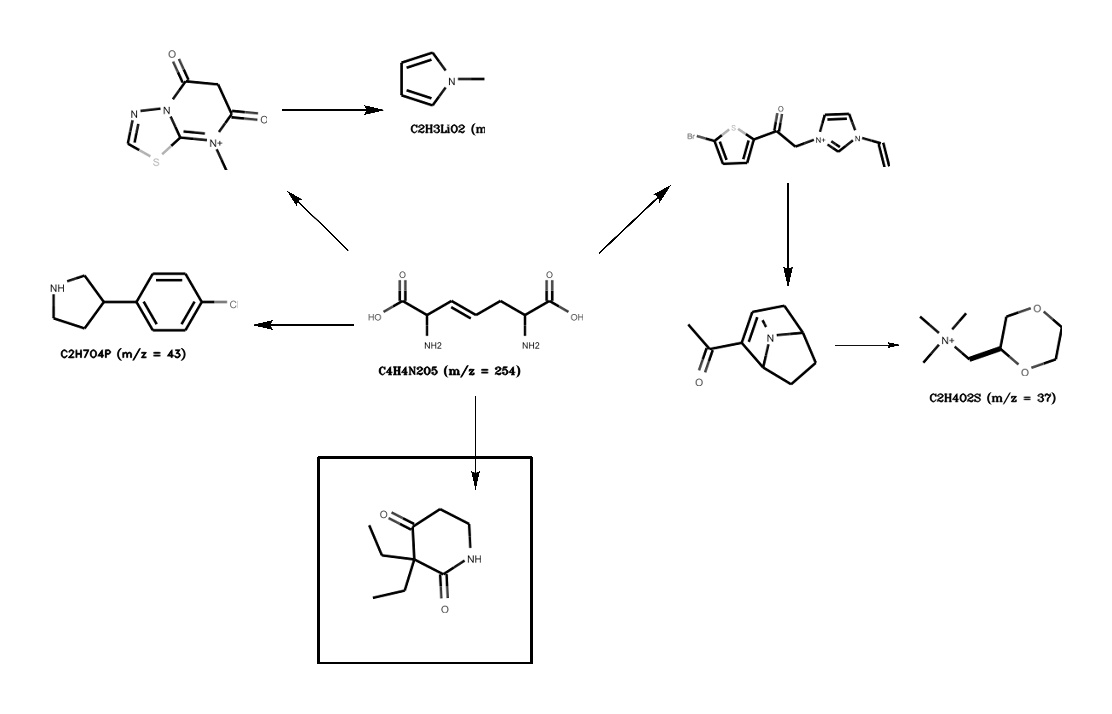 O
O
N
N
S
N+
N
C2H3LiO2 (m
O
Br
S
N+
N
NH
Cl
C2H7O4P (m/z = 43)
O
HO
NH2
O
OH
NH2
C4H4N2O5 (m/z = 254)
O
N
O
N+
O
C2H4O2S (m/z = 37)
O
NH
O